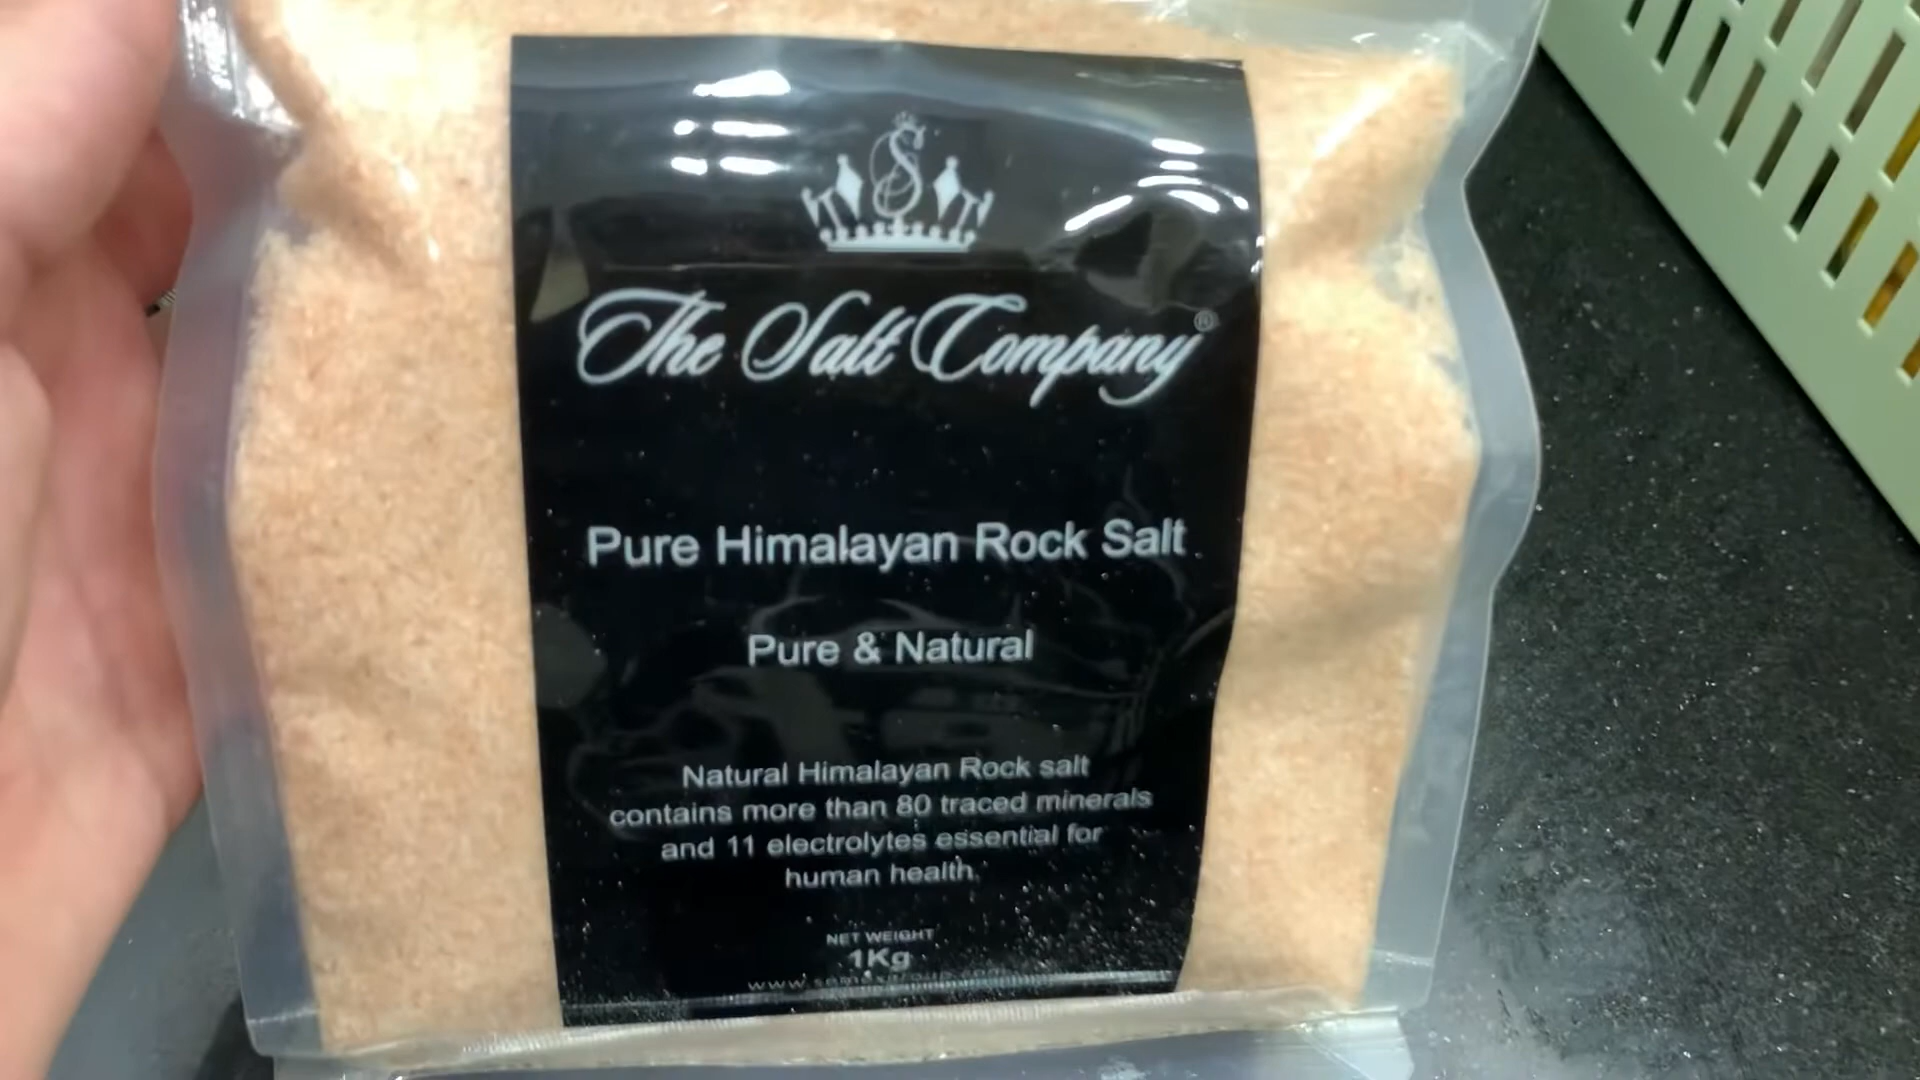 S
The Salt Company®
Pure Himalayan Rock Salt
Pure & Natural
Natural Himalayan Rock salt
contains more than 80 traced minerals
and 11 electrolytes essential for
human health.
NET WEIGHT
1Kg